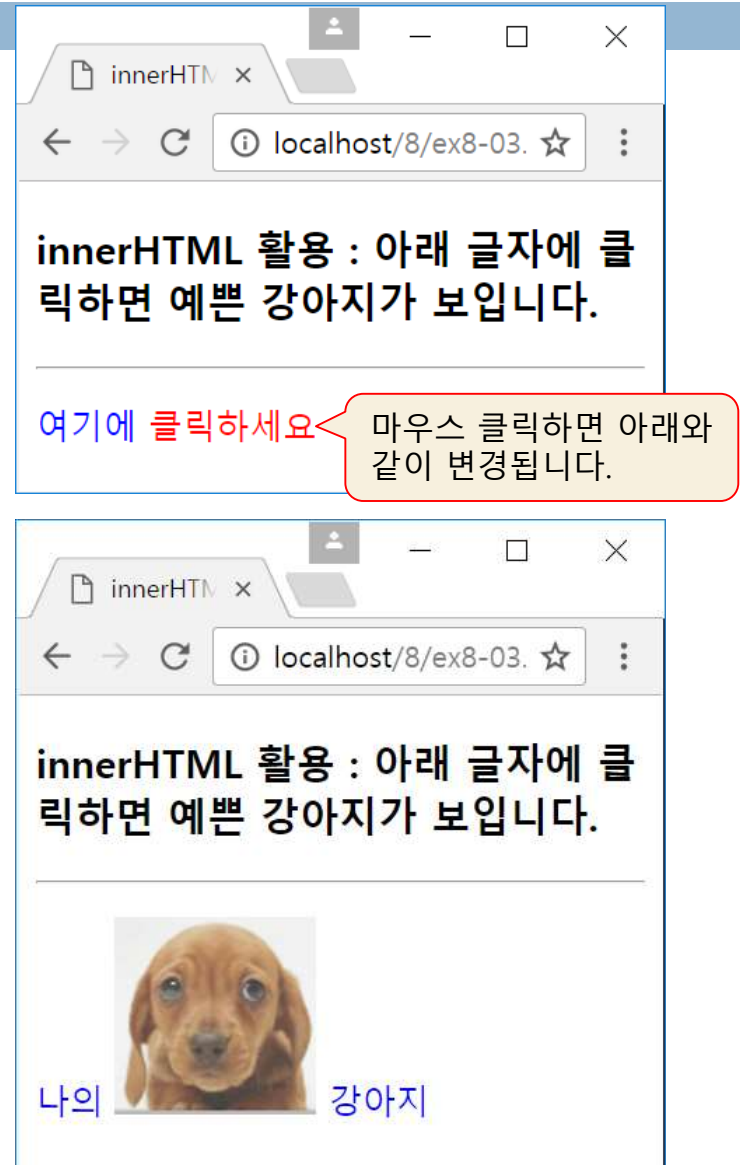 innerHTM
localhost/8/ex8-03.
innerHTML 활용 : 아래 글자에 클
릭하면 예쁜 강아지가 보입니다.
여기에 클릭하세요
마우스 클릭하면 아래와
같이 변경됩니다.
innerHTM
localhost/8/ex8-03.
innerHTML 활용 : 아래 글자에 클
릭하면 예쁜 강아지가 보입니다.
나의 강아지